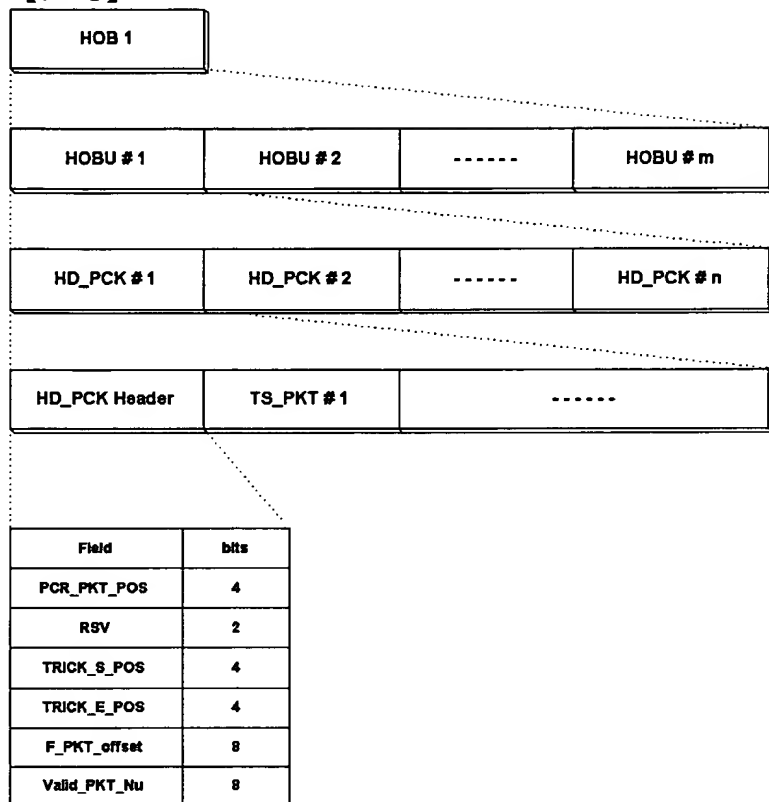 HOB 1
HOBU # 1 HOBU # 2 ------ HOBU # m
HD_PCK # 1 HD_PCK # 2 ------ HD_PCK # n
HD_PCK Header TS_PKT # 1 ------
Field bits
PCR_PKT_POS 4
RSV 2
TRICK_S_POS 4
TRICK_E_POS 4
F_PKT_offset 8
Valid_PKT_Nu 8